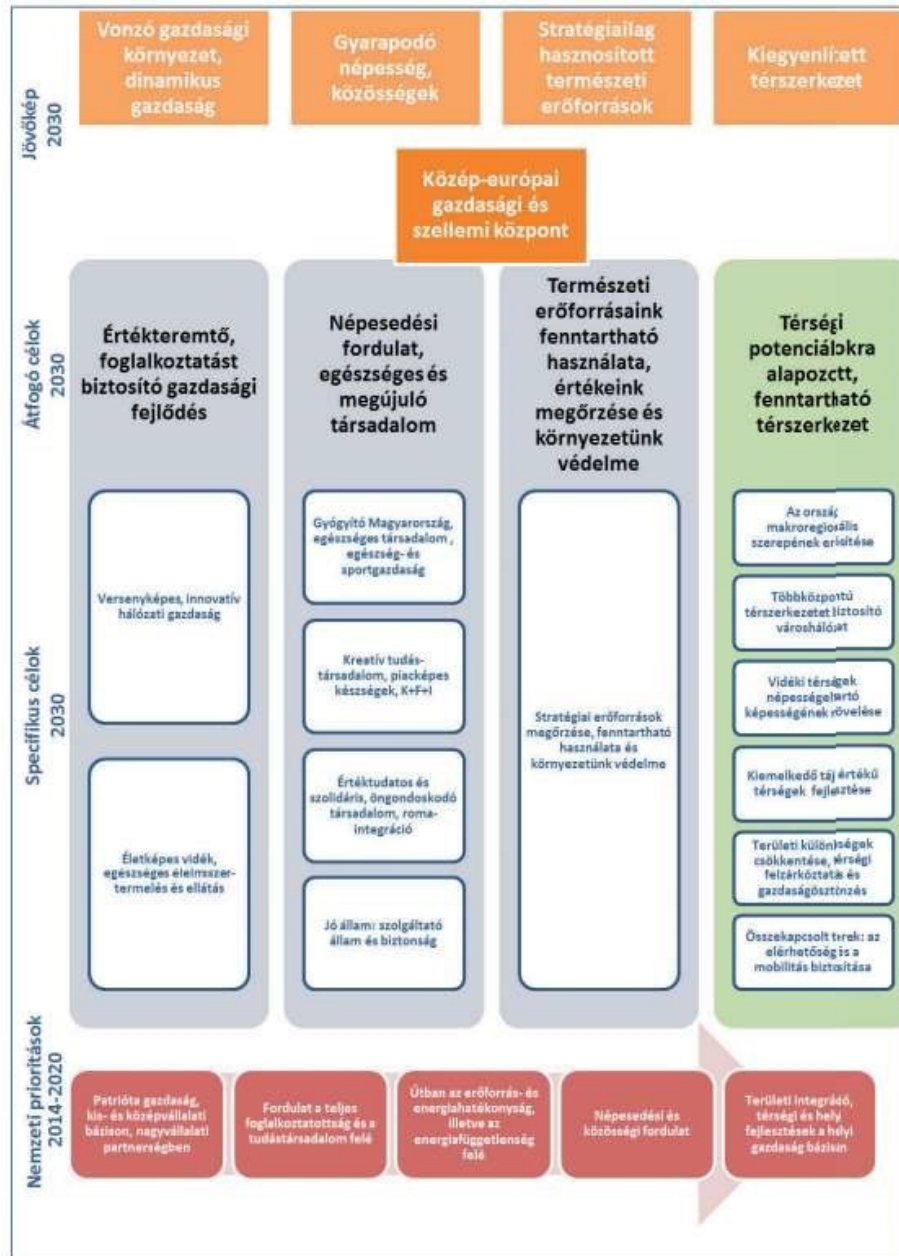 Jövőkép
2030
Vonzó gazdasági
környezet,
dinamikus
gazdaság
Gyarapodó
népesség,
közösségek
Stratégiailag
hasznosított
természeti
erőforrások
Kiegyenlített
térszerkezet
Közép-európai
gazdasági és
szellemi központ
Átfogó célok
2030
Értékteremtő,
foglalkoztatást
biztosító gazdasági
fejlődés
Népesedési
fordulat,
egészséges és
megújuló
társadalom
Természeti
erőforrásaink
fenntartható
használata,
értékeink
megőrzése és
környezetünk
védelme
Térségi
potenciálokra
alapozott,
fenntartható
térszerkezet
Specifikus célok
2030
Versenyképes, innovatív
hálózati gazdaság
Életképes vidék,
egészséges élelmiszer-
termelés és ellátás
Gyógyító Magyarország,
egészséges társadalom ,
egészség- és
sportgazdaság
Kreatív tudás-
társadalom, piacképes
készségek, K+F+I
Értéktudatos és
szolidáris, öngondoskodó
társadalom, roma-
integráció
Jó állam: szolgáltató
állam és biztonság
Stratégiai erőforrások
megőrzése, fenntartható
használata és
környezetünk védelme
Az ország
makroregionális
szerepének erősítése
Többközpontú
térszerkezetet biztosító
városhálózat
Vidéki térségek
népességeltartó
képességének növelése
Kiemelkedő táji értékű
térségek fejlesztése
Területi különbségek
csökkentése, térségi
felzárkóztatás és
gazdaságösztönzés
Összekapcsolt terek: az
elérhetőség és a
mobilitás biztosítása
Nemzeti prioritások
2014-2020
Patrióta gazdaság,
kis- és középvállalati
bázison, nagyvállalati
partnerségben
Fordulat a teljes
foglalkoztatottság és a
tudástársadalom felé
Útban az erőforrás- és
energiahatékonyság,
illetve az
energiafüggetlenség
felé
Népesedési és
közösségi fordulat
Területi integráció,
térségi és helyi
fejlesztések a helyi
gazdaság bázisán